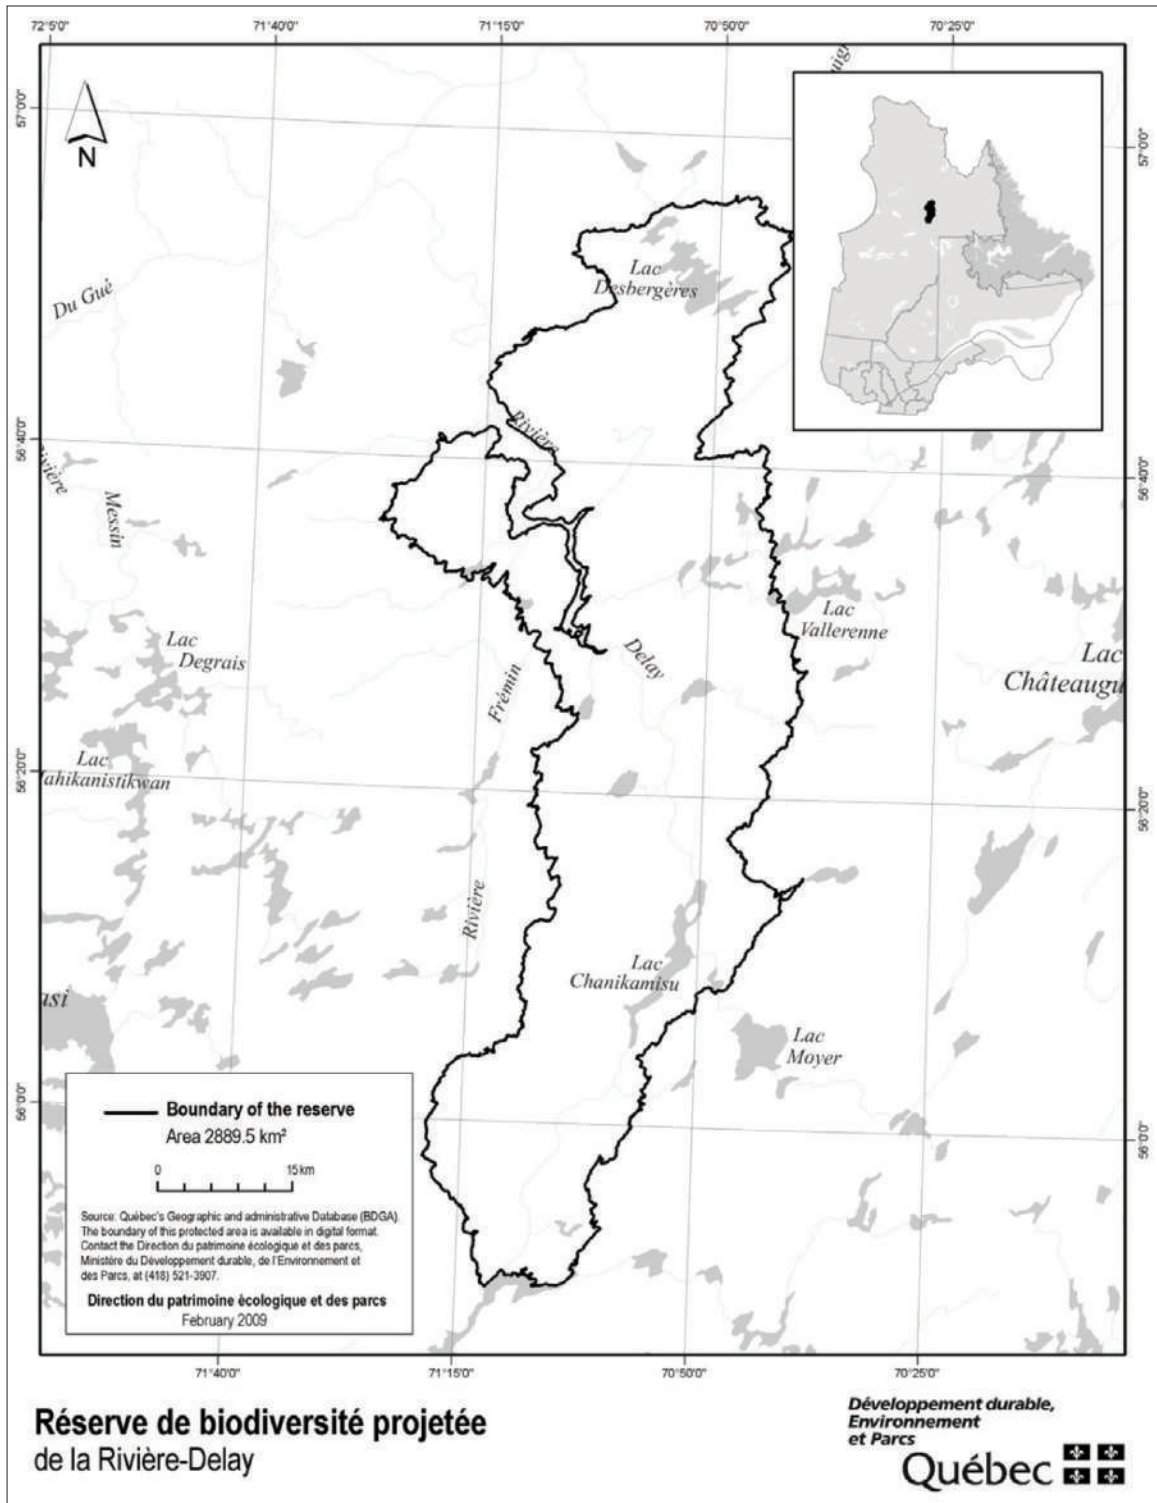 72°5'0"
71°40'0"
71°15'0"
70°50'0"
70°25'0"
57°0'0"
57°0'0"
N
Lac
Desbergères
Du Gué
56°40'0"
56°40'0"
Rivière
Rivière
Messin
Lac
Vallerenne
Lac
Degrais
Delay
Lac
Châteaugu
Frémin
Lac
56°20'0"
56°20'0"
Rivière
Lac
Chanikamisu
asi
Lac
Moyer
56°0'0"
56°0'0"
Boundary of the reserve
Area 2889.5 km²
0 15 km
Source: Québec's Geographic and administrative Database (BDGA).
The boundary of this protected area is available in digital format.
Contact the Direction du patrimoine écologique et des parcs,
Ministère du Développement durable, de l'Environnement et
des Parcs, at (418) 521-3907.
Direction du patrimoine écologique et des parcs
February 2009
71°40'0"
71°15'0"
70°50'0"
70°25'0"
Réserve de biodiversité projetée
de la Rivière-Delay
Développement durable,
Environnement
et Parcs
Québec